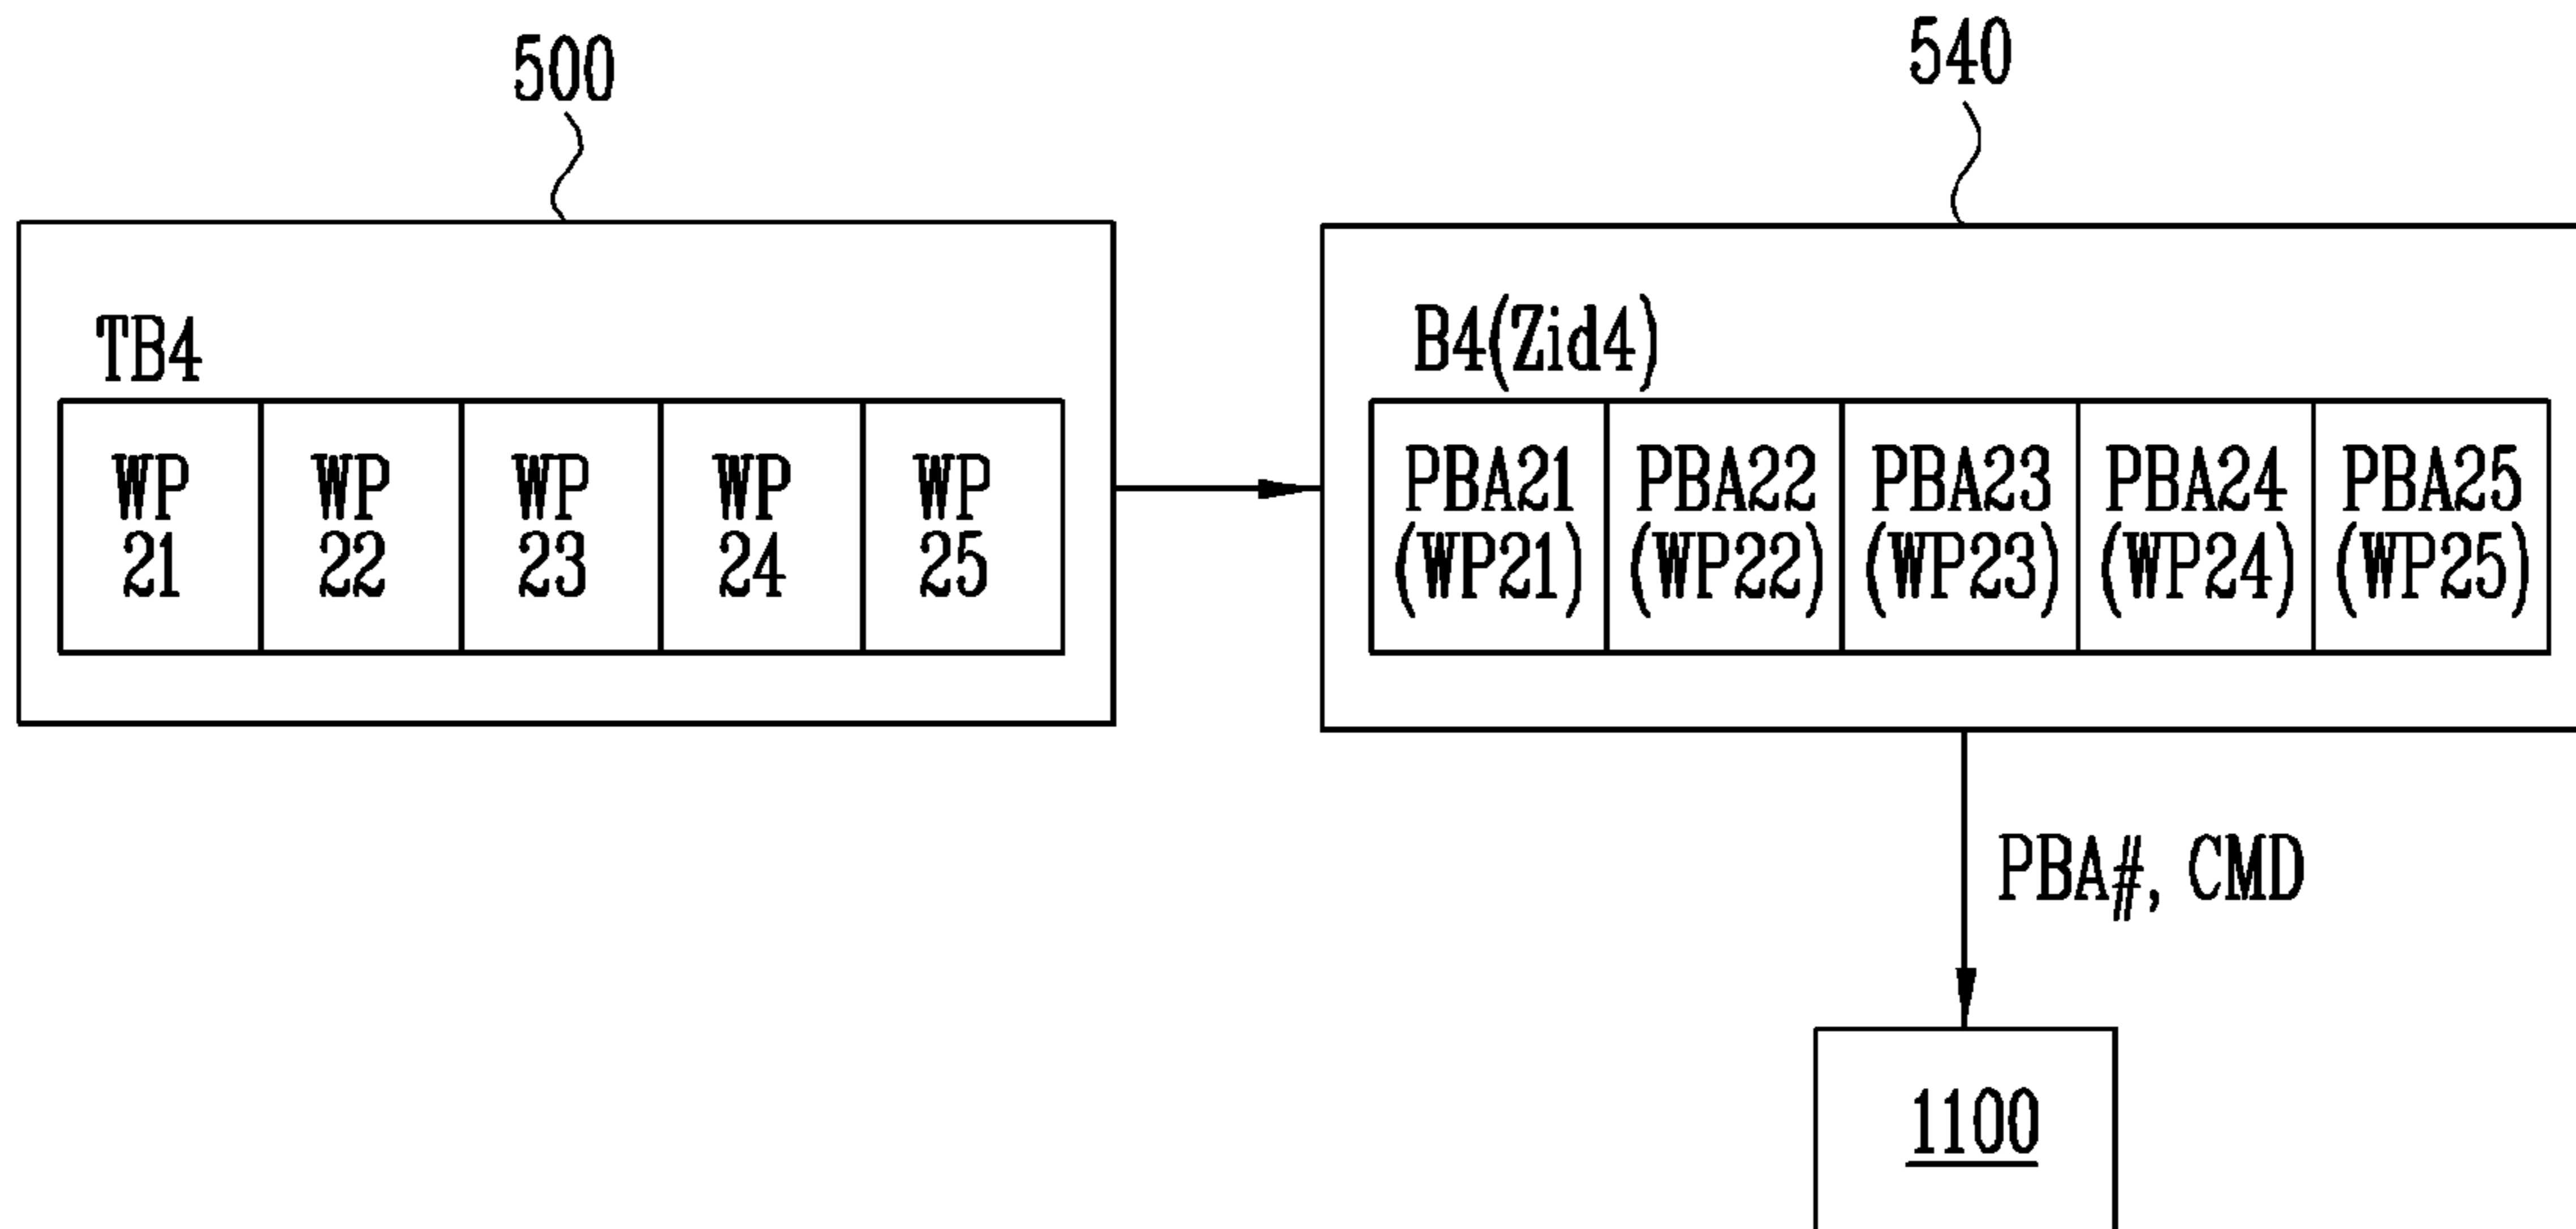 500
540
TB4
WP 21
WP 22
WP 23
WP 24
WP 25
B4(Zid4)
PBA21 (WP21)
PBA22 (WP22)
PBA23 (WP23)
PBA24 (WP24)
PBA25 (WP25)
PBA#, CMD
1100